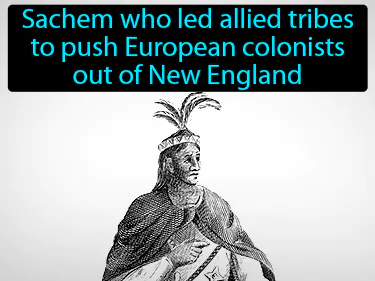 Sachem who led allied tribes
to push European colonists
out of New England